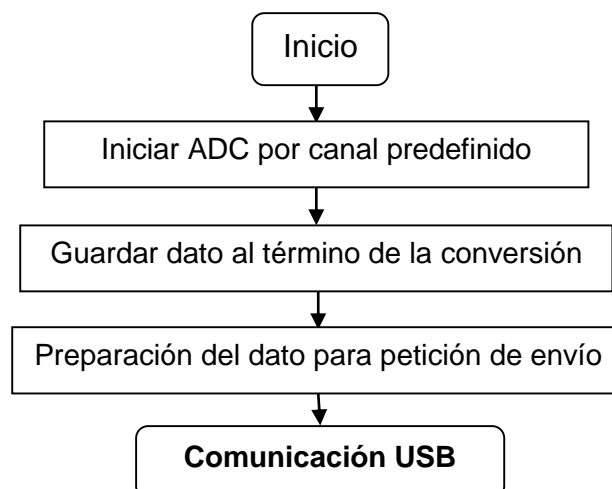 Inicio
Iniciar ADC por canal predefinido
Guardar dato al término de la conversión
Preparación del dato para petición de envío
Comunicación USB